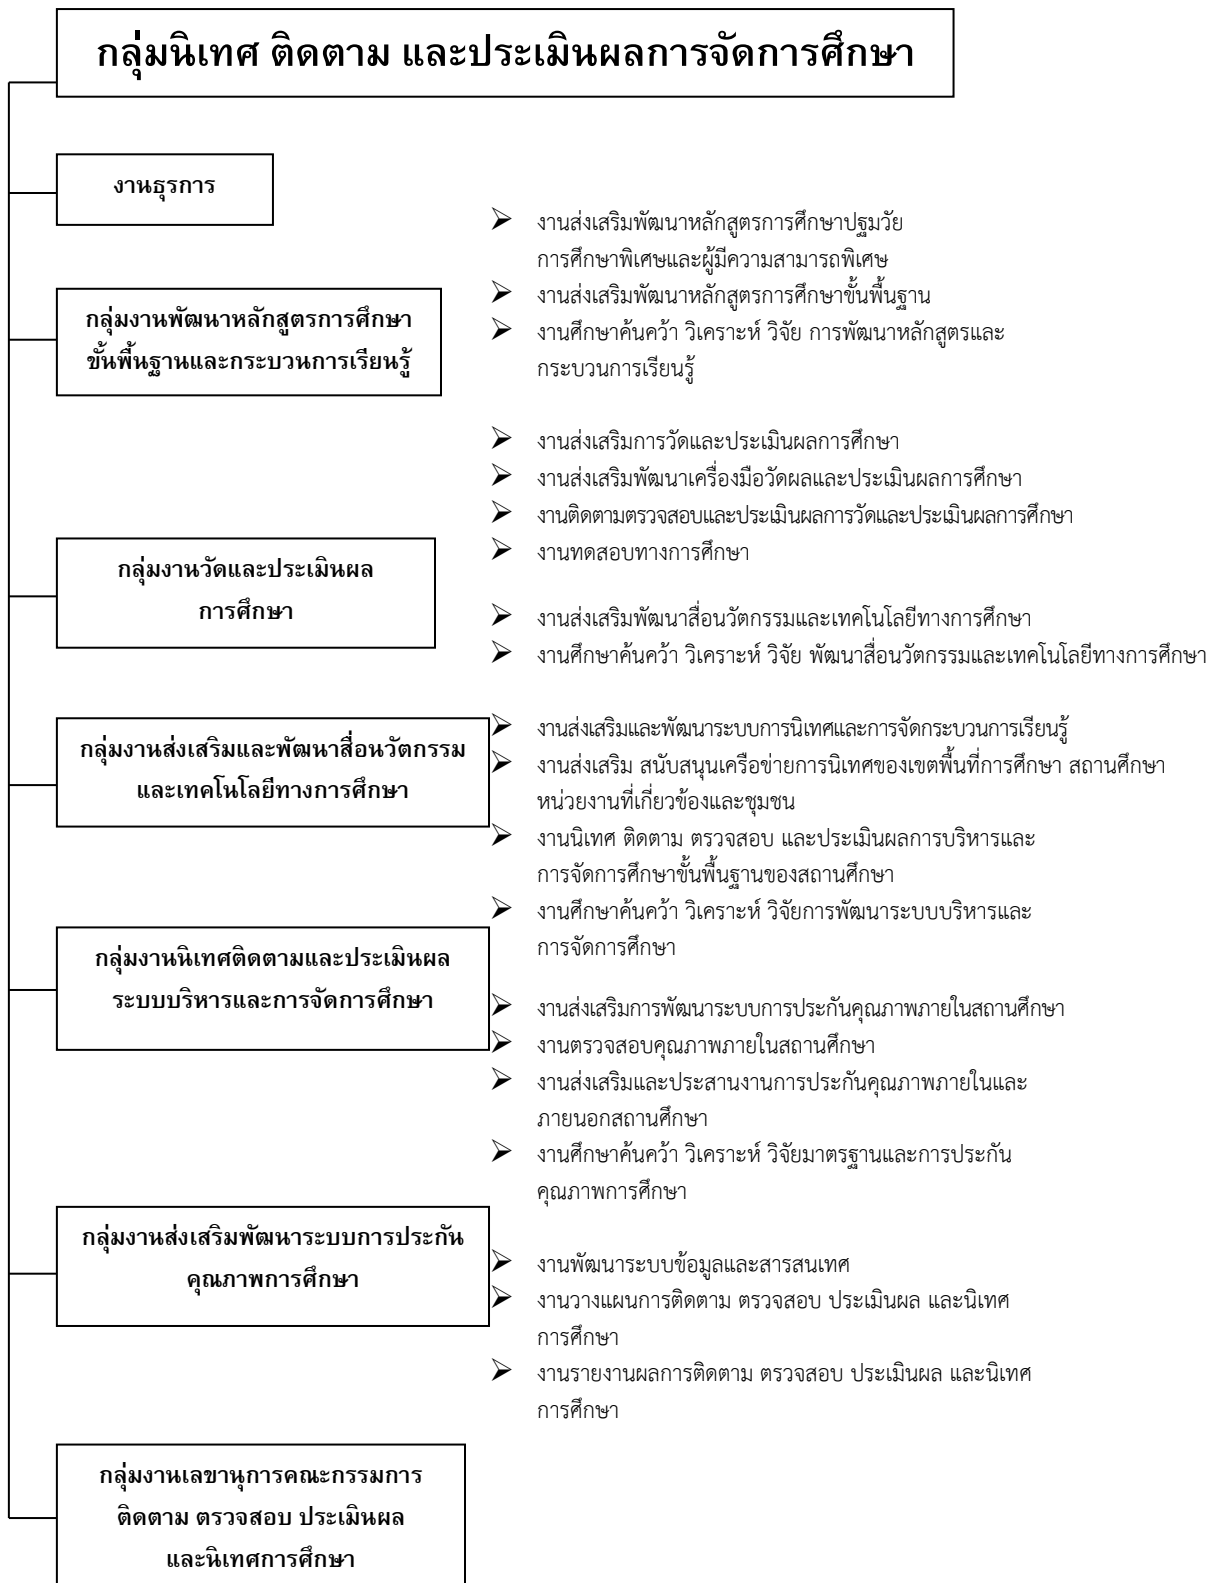 กลุ่มนิเทศ ติดตาม และประเมินผลการจัดการศึกษา
งานธุรการ
งานส่งเสริมพัฒนาหลักสูตรการศึกษาปฐมวัย
การศึกษาพิเศษและผู้มีความสามารถพิเศษ
งานส่งเสริมพัฒนาหลักสูตรการศึกษาขั้นพื้นฐาน
งานศึกษาค้นคว้า วิเคราะห์ วิจัย การพัฒนาหลักสูตรและ
กระบวนการเรียนรู้
กลุ่มงานพัฒนาหลักสูตรการศึกษา
ขั้นพื้นฐานและกระบวนการเรียนรู้
งานส่งเสริมการวัดและประเมินผลการศึกษา
งานส่งเสริมพัฒนาเครื่องมือวัดผลและประเมินผลการศึกษา
งานติดตามตรวจสอบและประเมินผลการวัดและประเมินผลการศึกษา
งานทดสอบทางการศึกษา
กลุ่มงานวัดและประเมินผล
การศึกษา
งานส่งเสริมพัฒนาสื่อนวัตกรรมและเทคโนโลยีทางการศึกษา
งานศึกษาค้นคว้า วิเคราะห์ วิจัย พัฒนาสื่อนวัตกรรมและเทคโนโลยีทางการศึกษา
กลุ่มงานส่งเสริมและพัฒนาสื่อนวัตกรรม
และเทคโนโลยีทางการศึกษา
งานส่งเสริมและพัฒนาระบบการนิเทศและการจัดกระบวนการเรียนรู้
งานส่งเสริม สนับสนุนเครือข่ายการนิเทศของเขตพื้นที่การศึกษา สถานศึกษา
หน่วยงานที่เกี่ยวข้องและชุมชน
งานนิเทศ ติดตาม ตรวจสอบ และประเมินผลการบริหารและ
การจัดการศึกษาขั้นพื้นฐานของสถานศึกษา
งานศึกษาค้นคว้า วิเคราะห์ วิจัยการพัฒนาระบบบริหารและ
การจัดการศึกษา
กลุ่มงานนิเทศติดตามและประเมินผล
ระบบบริหารและการจัดการศึกษา
งานส่งเสริมการพัฒนาระบบการประกันคุณภาพภายในสถานศึกษา
งานตรวจสอบคุณภาพภายในสถานศึกษา
งานส่งเสริมและประสานงานการประกันคุณภาพภายในและ
ภายนอกสถานศึกษา
งานศึกษาค้นคว้า วิเคราะห์ วิจัยมาตรฐานและการประกัน
คุณภาพการศึกษา
กลุ่มงานส่งเสริมพัฒนาระบบการประกัน
คุณภาพการศึกษา
งานพัฒนาระบบข้อมูลและสารสนเทศ
งานวางแผนการติดตาม ตรวจสอบ ประเมินผล และนิเทศ
การศึกษา
งานรายงานผลการติดตาม ตรวจสอบ ประเมินผล และนิเทศ
การศึกษา
กลุ่มงานเลขานุการคณะกรรมการ
ติดตาม ตรวจสอบ ประเมินผล
และนิเทศการศึกษา